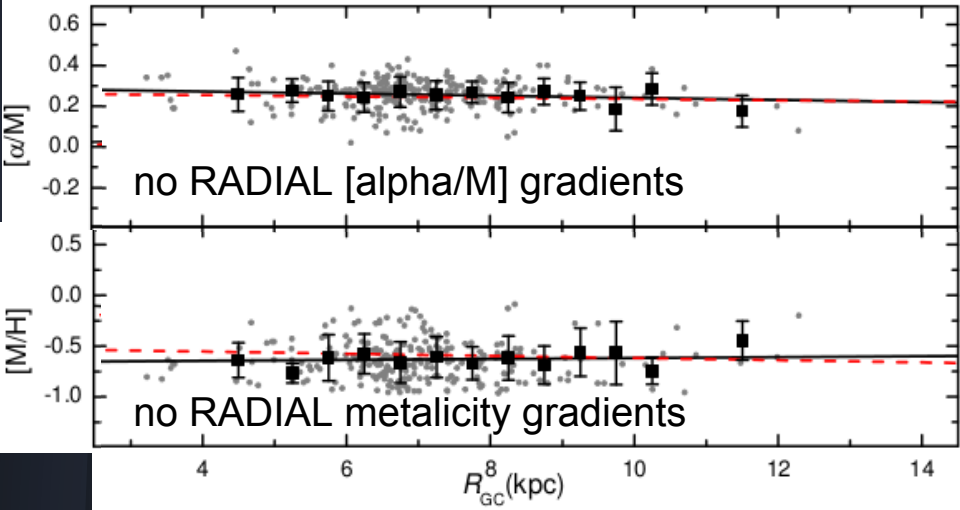 0.6
0.4
0.2
0.0
-0.2
[α/M]
no RADIAL [alpha/M] gradients
0.5
0.0
-0.5
-1.0
[M/H]
no RADIAL metalicity gradients
4 6 8 10 12 14
R_GC(kpc)